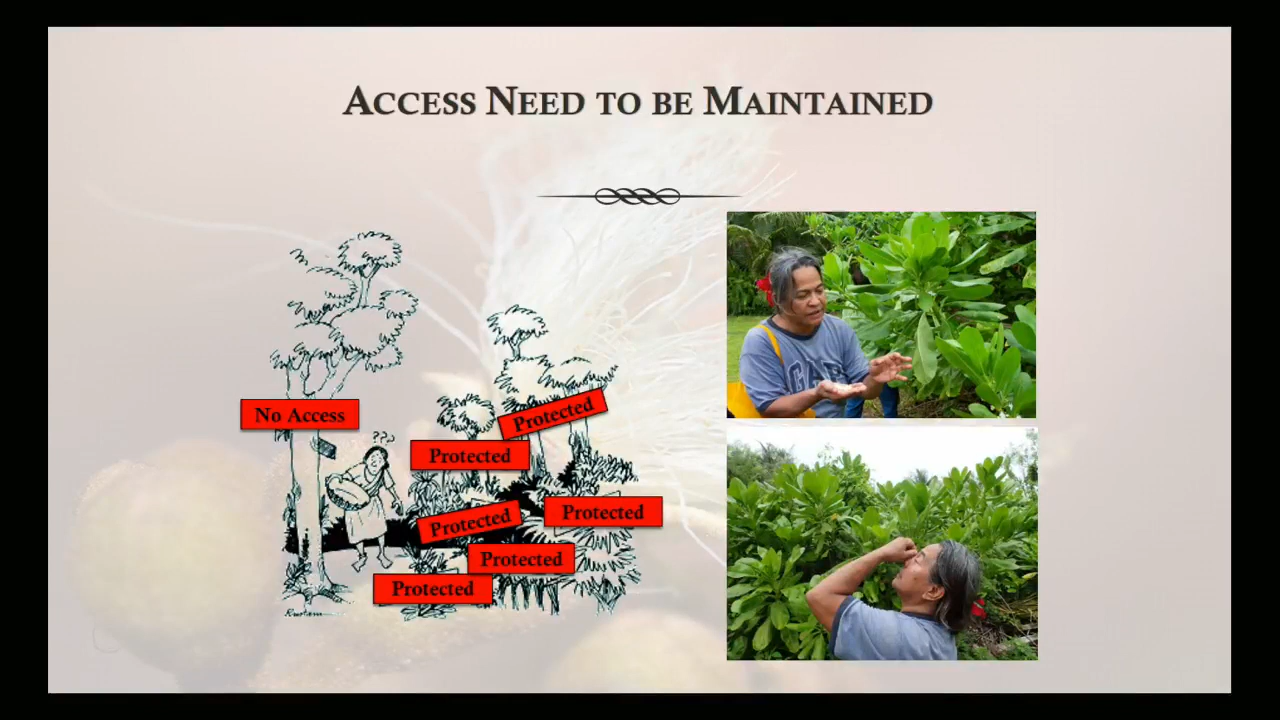 ACCESS NEED TO BE MAINTAINED
No Access
???
Protected
Protected
Protected
Protected
Protected
Protected
GAP